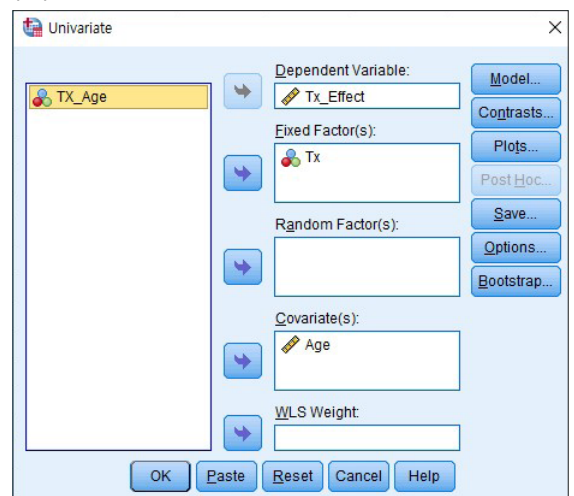 Univariate
TX_Age
Dependent Variable:
Tx_Effect
Fixed Factor(s):
Tx
Random Factor(s):
Covariate(s):
Age
WLS Weight:
Model...
Contrasts...
Plots...
Post Hoc...
Save...
Options...
Bootstrap...
OK Paste Reset Cancel Help